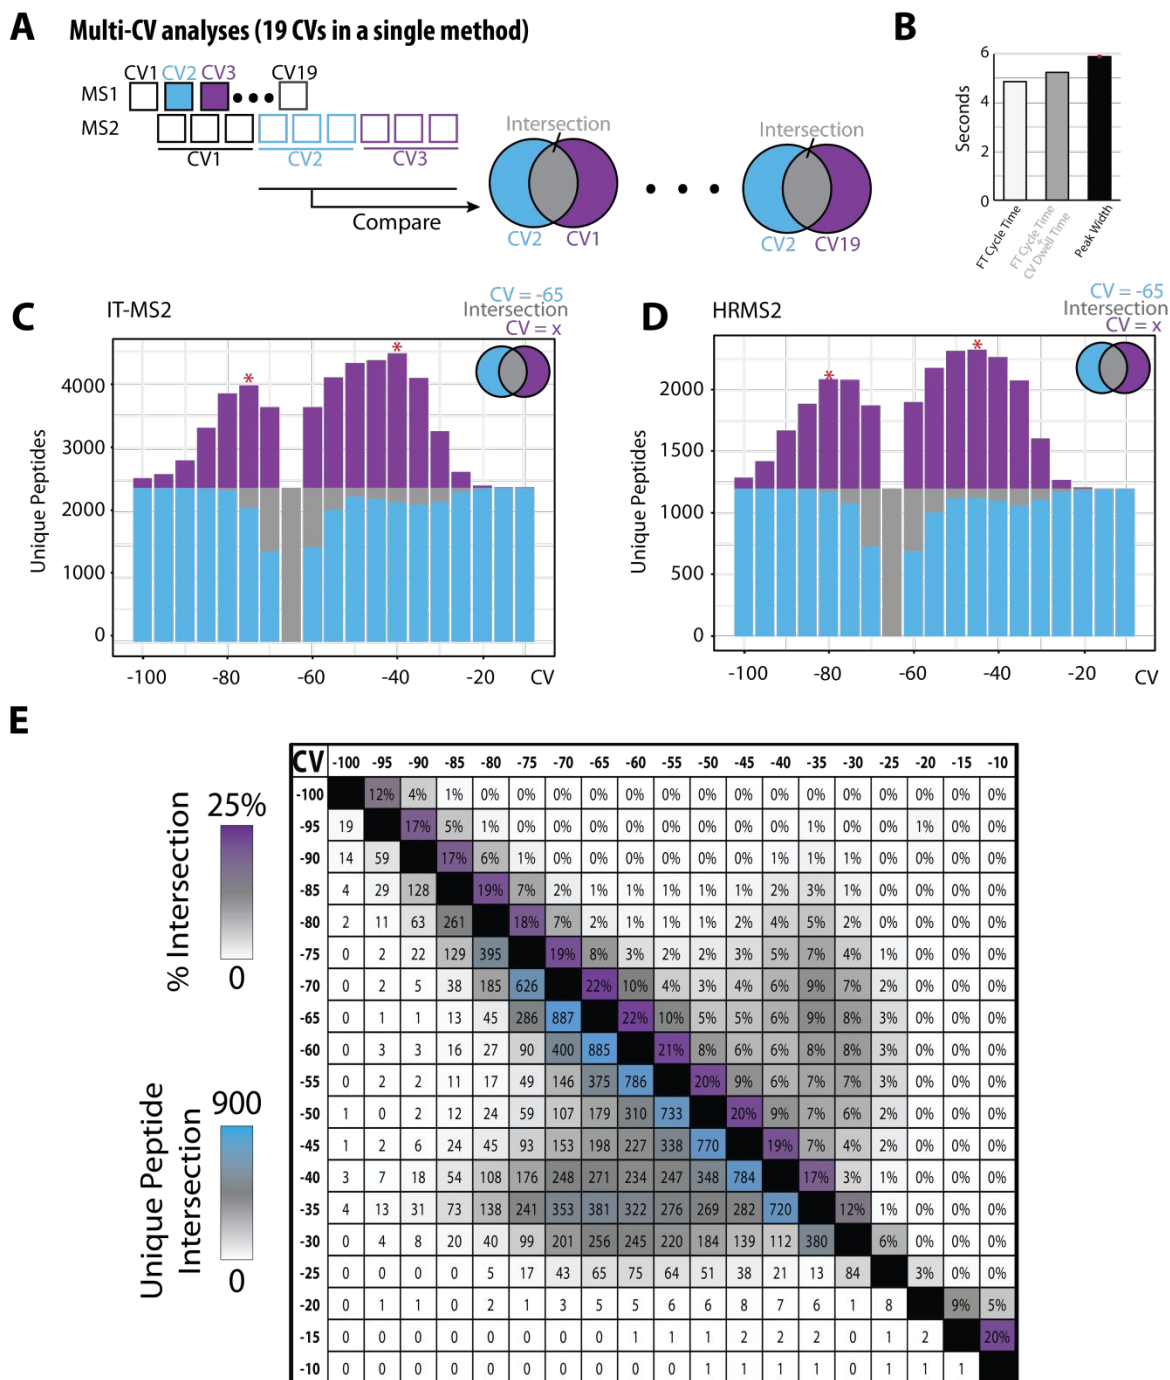 A Multi-CV analyses (19 CVs in a single method)
CV1 CV2 CV3 CV19
MS1
MS2
CV1 CV2 CV3
Compare
Intersection
CV2 CV1
Intersection
CV2 CV19
B
6
4
2
0
Seconds
FT Cycle Time
FT Cycle Time
+
CV Dwell Time
Peak Width
C IT-MS2
CV = -65
Intersection
CV = x
Unique Peptides
4000
3000
2000
1000
0
* *
-100 -80 -60 -40 -20 CV
D HRMS2
CV = -65
Intersection
CV = x
Unique Peptides
2000
1500
1000
500
0
* *
-100 -80 -60 -40 -20 CV
E
% Intersection
25%
0
Unique Peptide
Intersection
900
0
CV -100 -95 -90 -85 -80 -75 -70 -65 -60 -55 -50 -45 -40 -35 -30 -25 -20 -15 -10
-100 12% 4% 1% 0% 0% 0% 0% 0% 0% 0% 0% 0% 0% 0% 0% 0% 0% 0%
-95 19 17% 5% 1% 0% 0% 0% 0% 0% 0% 0% 0% 1% 0% 0% 1% 0% 0%
-90 14 59 17% 6% 1% 0% 0% 0% 0% 0% 0% 1% 1% 1% 0% 0% 0% 0%
-85 4 29 128 19% 7% 2% 1% 1% 1% 1% 1% 2% 3% 1% 0% 0% 0% 0%
-80 2 11 63 261 18% 7% 2% 1% 1% 1% 2% 4% 5% 2% 0% 0% 0% 0%
-75 0 2 22 129 395 19% 8% 3% 2% 2% 3% 5% 7% 4% 1% 0% 0% 0%
-70 0 2 5 38 185 626 22% 10% 4% 3% 4% 6% 9% 7% 2% 0% 0% 0%
-65 0 1 1 13 45 286 887 22% 10% 5% 5% 6% 9% 8% 3% 0% 0% 0%
-60 0 3 3 16 27 90 400 885 21% 8% 6% 6% 8% 8% 3% 0% 0% 0%
-55 0 2 2 11 17 49 146 375 786 20% 9% 6% 7% 7% 3% 0% 0% 0%
-50 1 0 2 12 24 59 107 179 310 733 20% 9% 7% 6% 2% 0% 0% 0%
-45 1 2 6 24 45 93 153 198 227 338 770 19% 7% 4% 2% 0% 0% 0%
-40 3 7 18 54 108 176 248 271 234 247 348 784 17% 3% 1% 0% 0% 0%
-35 4 13 31 73 138 241 353 381 322 276 269 282 720 12% 1% 0% 0% 0%
-30 0 4 8 20 40 99 201 256 245 220 184 139 112 380 6% 0% 0% 0%
-25 0 0 0 0 5 17 43 65 75 64 51 38 21 13 84 3% 0% 0%
-20 0 1 1 0 2 1 3 5 5 6 6 8 7 6 1 8 9% 5%
-15 0 0 0 0 0 0 0 0 1 1 1 2 2 2 0 1 2 20%
-10 0 0 0 0 0 0 0 0 0 0 1 1 1 1 0 1 1 1